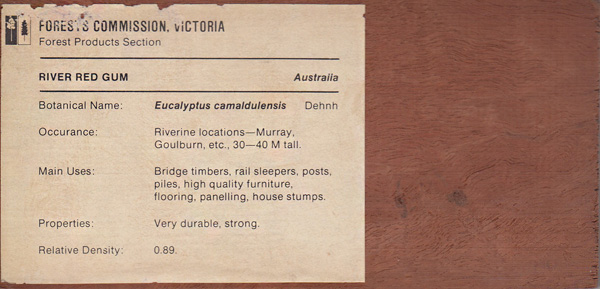 FORESTS COMMISSION, VICTORIA
Forest Products Section
RIVER RED GUM Australia
Botanical Name: Eucalyptus camaldulensis Dehnh
Occurance: Riverine locations—Murray,
Goulburn, etc., 30—40 M tall.
Main Uses: Bridge timbers, rail sleepers, posts,
piles, high quality furniture,
flooring, panelling, house stumps.
Properties: Very durable, strong.
Relative Density: 0.89.